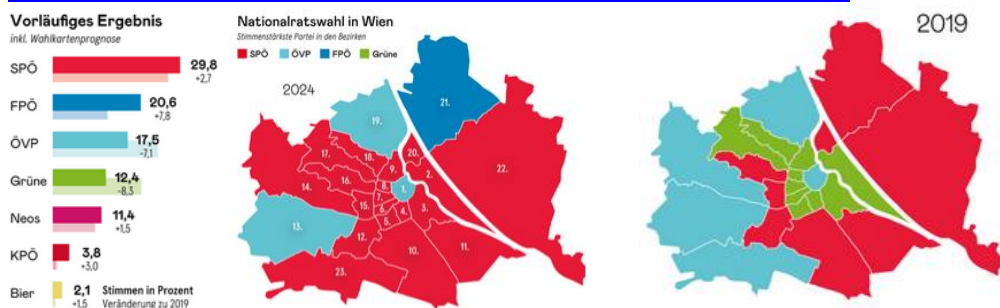 Vorläufiges Ergebnis
inkl. Wahlkartenprognose
SPÖ 29,8
+2,7
FPÖ 20,6
+7,8
ÖVP 17,5
-7,1
Grüne 12,4
-8,3
Neos 11,4
+1,5
KPÖ 3,8
+3,0
Bier 2,1
+1,5
Stimmen in Prozent
Veränderung zu 2019
Nationalratswahl in Wien
Stimmenstärkste Partei in den Bezirken
SPÖ ÖVP FPÖ Grüne
2024
21.
19.
20.
17.
18.
9.
22.
16.
2.
14.
8.
1.
7.
15.
6.
4.
3.
5.
13.
12.
10.
11.
23.
2019